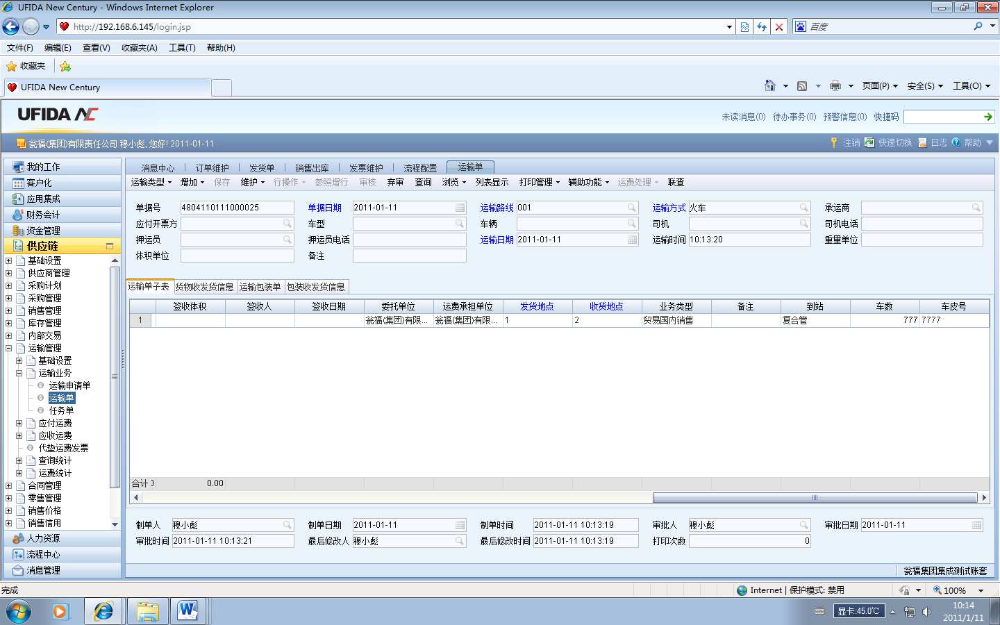 UFIDA New Century - Windows Internet Explorer
http://192.168.6.145/login.jsp
百度
文件(F) 编辑(E) 查看(V) 收藏夹(A) 工具(T) 帮助(H)
收藏夹
UFIDA New Century
页面(P) 安全(S) 工具(O)
UFIDA NC
未读消息(0) 待办事务(0) 预警信息(0) 快捷码
瓮福(集团)有限责任公司 穆小彪, 您好! 2011-01-11
注销 快速切换 日志 帮助
我的工作
客户化
应用集成
财务会计
资金管理
供应链
基础设置
供应商管理
采购计划
采购管理
销售管理
库存管理
内部交易
运输管理
基础设置
运输业务
运输申请单
运输单
任务单
应付运费
应收运费
代垫运费发票
查询统计
运费统计
合同管理
零售管理
销售价格
销售信用
人力资源
流程中心
消息管理
消息中心 订单维护 发货单 销售出库 发票维护 流程配置 运输单
运输类型 增加 保存 维护 行操作 参照增行 审核 弃审 查询 浏览 列表显示 打印管理 辅助功能 运费处理 联查
单据号 4804110111000025 单据日期 2011-01-11 运输路线 001 运输方式 火车 承运商
应付开票方 车型 车辆 司机 司机电话
押运员 押运员电话 运输日期 2011-01-11 运输时间 10:13:20 重量单位
体积单位 备注
运输单子表 货物收发货信息 运输包装单 包装收发货信息
签收体积 签收人 签收日期 委托单位 运费承担单位 发货地点 收货地点 业务类型 备注 到站 车数 车皮号
1 瓮福(集团)有限... 瓮福(集团)有限... 1 2 贸易国内销售 复合管 777 7777
合计 0.00
制单人 穆小彪 制单日期 2011-01-11 制单时间 2011-01-11 10:13:19 审批人 穆小彪 审批日期 2011-01-11
审批时间 2011-01-11 10:13:21 最后修改人 穆小彪 最后修改时间 2011-01-11 10:13:19 打印次数 0
瓮福集团集成测试账套
完成
Internet | 保护模式: 禁用
100%
显卡:45.0℃
10:14
2011/1/11